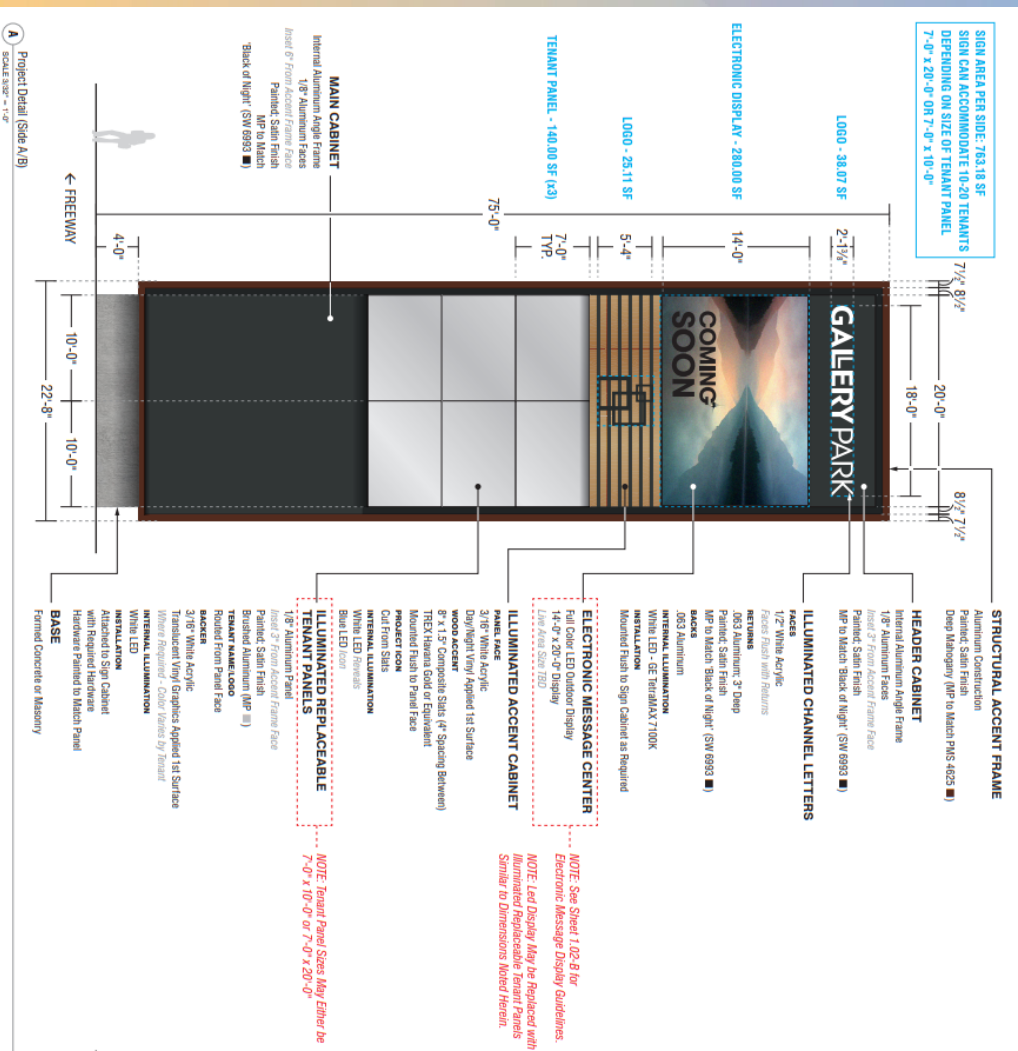 SIGN AREA PER SIDE: 763.18 SF
SIGN CAN ACCOMMODATE 10-20 TENANTS
DEPENDING ON SIZE OF TENANT PANEL
7'-0" x 20'-0" OR 7'-0" x 10'-0"
LOGO - 38.07 SF
ELECTRONIC DISPLAY - 280.00 SF
LOGO - 25.11 SF
TENANT PANEL - 140.00 SF (x3)
MAIN CABINET
Internal Aluminum Angle Frame
1/8" Aluminum Faces
Inset 6" From Accent Frame Face
Painted; Satin Finish
MP to Match
'Black of Night' (SW 6993 ■)
7½"
8½"
20'-0"
18'-0"
8½"
7½"
2'-1⅜"
14'-0"
5'-4"
7'-0"
TYP.
75'-0"
4'-0"
GALLERY PARK
COMING
SOON
← FREEWAY
10'-0"
10'-0"
22'-8"
STRUCTURAL ACCENT FRAME
Aluminum Construction
Painted; Satin Finish
Deep Mahogany (MP to Match PMS 4625 ■)
HEADER CABINET
Internal Aluminum Angle Frame
1/8" Aluminum Faces
Inset 3" From Accent Frame Face
Painted; Satin Finish
MP to Match 'Black of Night' (SW 6993 ■)
ILLUMINATED CHANNEL LETTERS
FACES
1/2" White Acrylic
Faces Flush with Returns
RETURNS
.063 Aluminum; 3" Deep
Painted; Satin Finish
MP to Match 'Black of Night' (SW 6993 ■)
BACKS
.063 Aluminum
INTERNAL ILLUMINATION
White LED - GE TetraMAX 7100K
INSTALLATION
Mounted Flush to Sign Cabinet as Required
ELECTRONIC MESSAGE CENTER
Full Color LED Outdoor Display
14'-0" x 20'-0" Display
Live Area Size TBD
NOTE: See Sheet 1.02-B for
Electronic Message Display Guidelines.
NOTE: Led Display May be Replaced with
Illuminated Replaceable Tenant Panels
Similar to Dimensions Noted Herein.
ILLUMINATED ACCENT CABINET
PANEL FACE
3/16" White Acrylic
Day/Night Vinyl Applied 1st Surface
WOOD ACCENT
8" x 1.5" Composite Slats (4" Spacing Between)
TREX Havana Gold or Equivalent
Mounted Flush to Panel Face
PROJECT ICON
Cut From Slats
INTERNAL ILLUMINATION
White LED Reveals
Blue LED Icon
ILLUMINATED REPLACEABLE
TENANT PANELS
NOTE: Tenant Panel Sizes May Either be
7'-0" x 10'-0" or 7'-0" x 20'-0"
1/8" Aluminum Panel
Inset 3" From Accent Frame Face
Painted; Satin Finish
Brushed Aluminum (MP ■)
TENANT NAME/LOGO
Routed From Panel Face
BACKER
3/16" White Acrylic
Translucent Vinyl Graphics Applied 1st Surface
Where Required - Color Varies by Tenant
INTERNAL ILLUMINATION
White LED
INSTALLATION
Attached to Sign Cabinet
with Required Hardware
Hardware Painted to Match Panel
BASE
Formed Concrete or Masonry
A
Project Detail (Side A/B)
SCALE 3/32" = 1'-0"